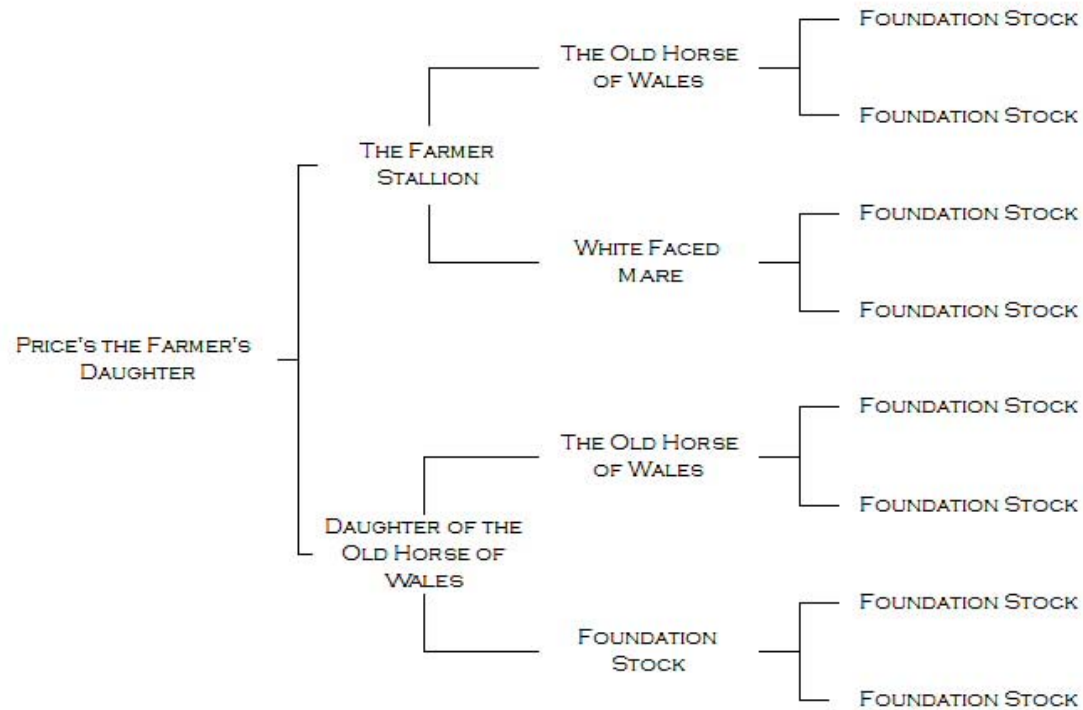 Foundation Stock
The Old Horse
of Wales
Foundation Stock
The Farmer
Stallion
Foundation Stock
White Faced
Mare
Foundation Stock
Price's the Farmer's
Daughter
Foundation Stock
The Old Horse
of Wales
Foundation Stock
Daughter of the
Old Horse of
Wales
Foundation Stock
Foundation
Stock
Foundation Stock